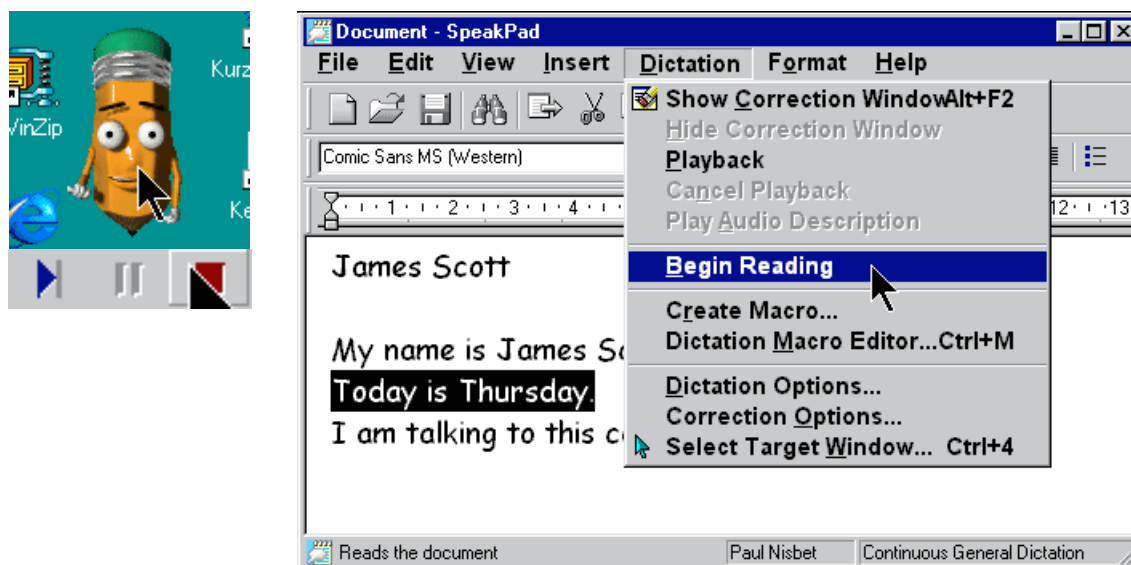 VinZip
Kurz
Ke
Document - SpeakPad
File Edit View Insert Dictation Format Help
Show Correction Window Alt+F2
Hide Correction Window
Playback
Cancel Playback
Play Audio Description
Begin Reading
Create Macro...
Dictation Macro Editor...Ctrl+M
Dictation Options...
Correction Options...
Select Target Window... Ctrl+4
Comic Sans MS (Western)
1 2 3 4 12 13
James Scott
My name is James Sc
Today is Thursday.
I am talking to this c
Reads the document Paul Nisbet Continuous General Dictation